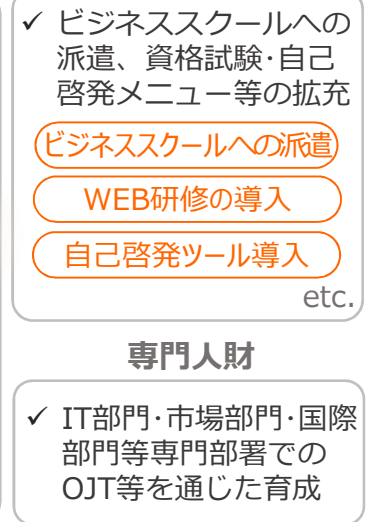 ✓ ビジネススクールへの
派遣、資格試験･自己
啓発メニュー等の拡充
ビジネススクールへの派遣
WEB研修の導入
自己啓発ツール導入
etc.
専門人財
✓ IT部門･市場部門･国際
部門等専門部署での
OJT等を通じた育成